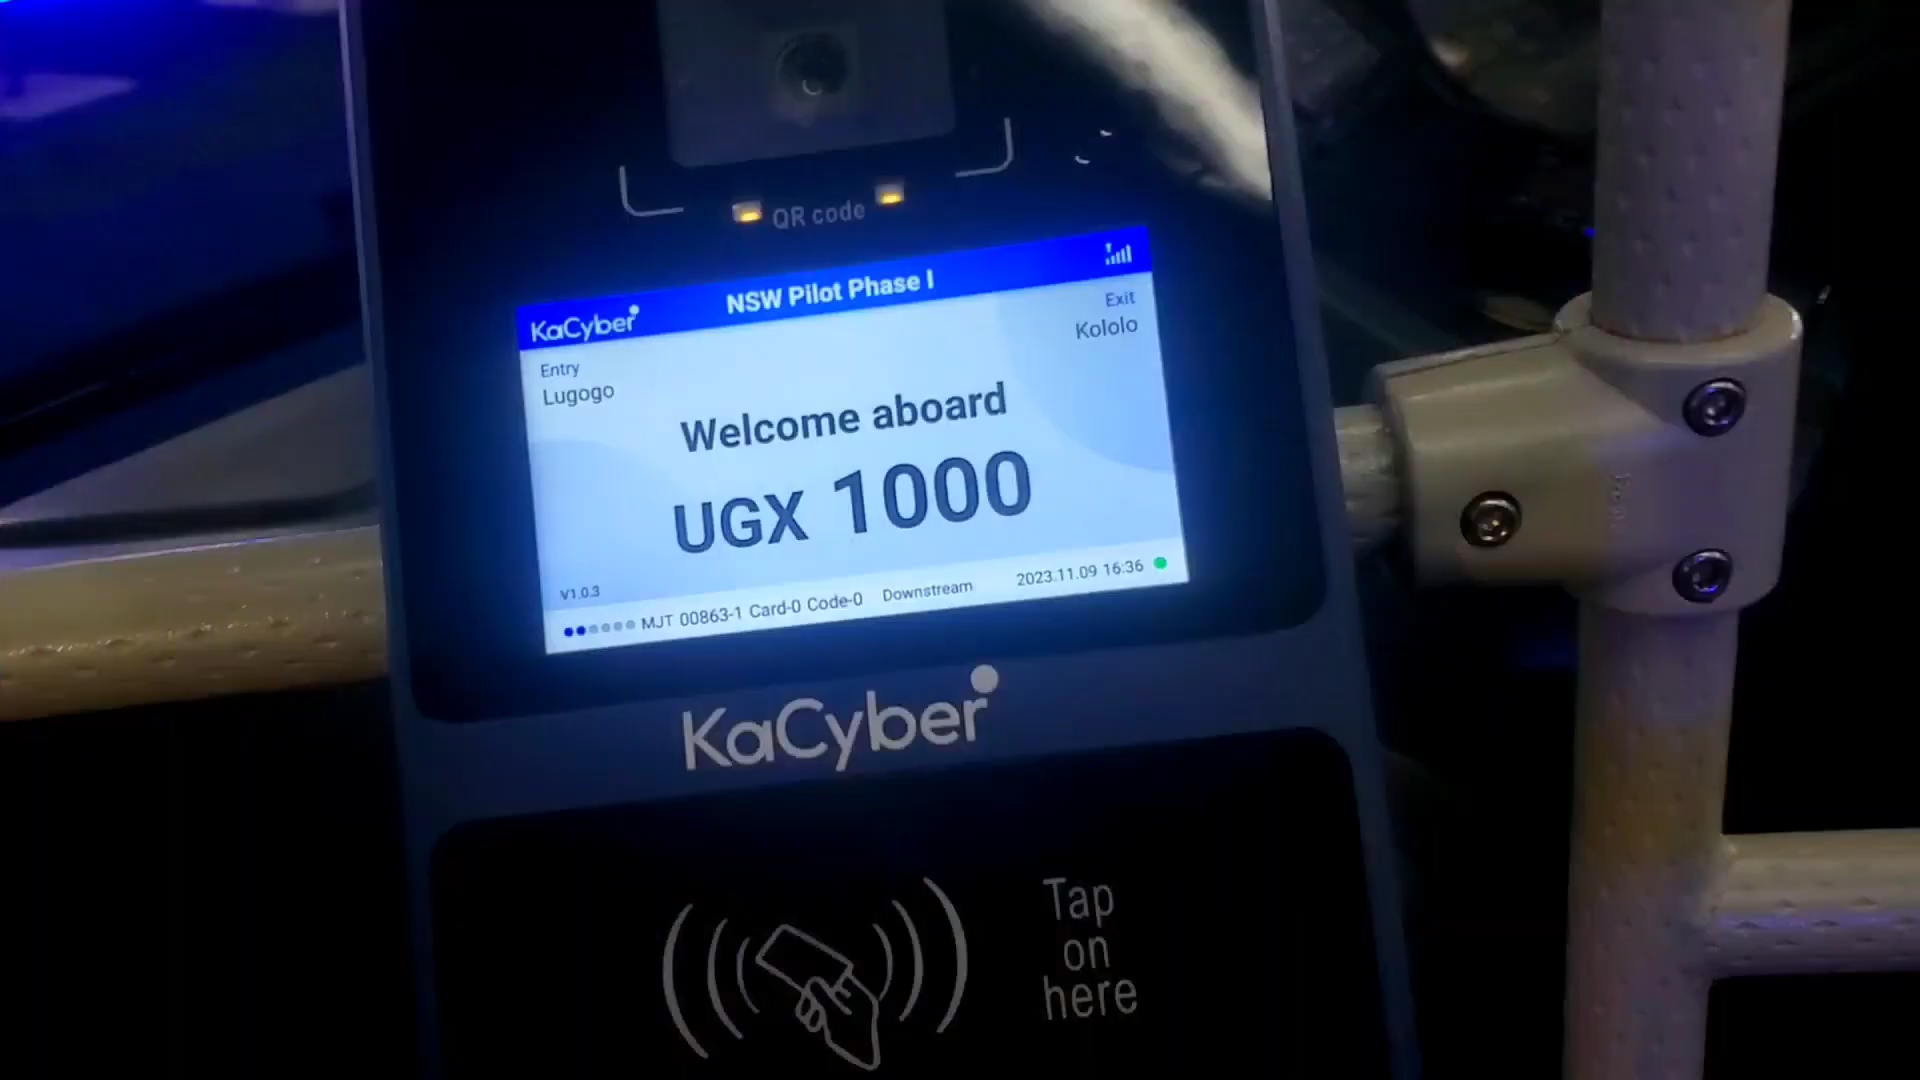 QR code
KaCyber
NSW Pilot Phase I
Entry
Lugogo
Exit
Kololo
Welcome aboard
UGX 1000
V1.0.3
MJT 00863-1 Card-0 Code-0 Downstream 2023.11.09 16:36
KaCyber
Tap
on
here